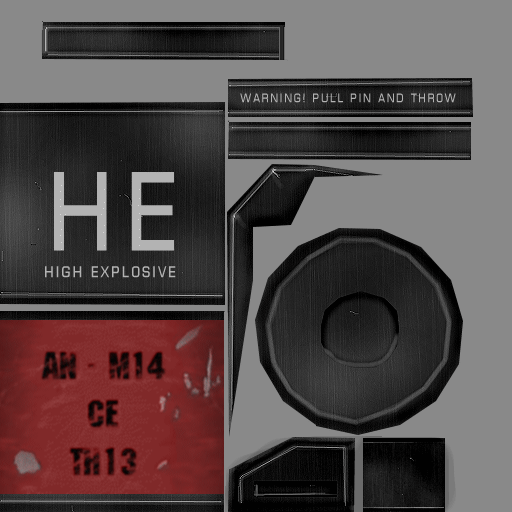 WARNING! PULL PIN AND THROW
HE
HIGH EXPLOSIVE
AN - M14
CE
TH13